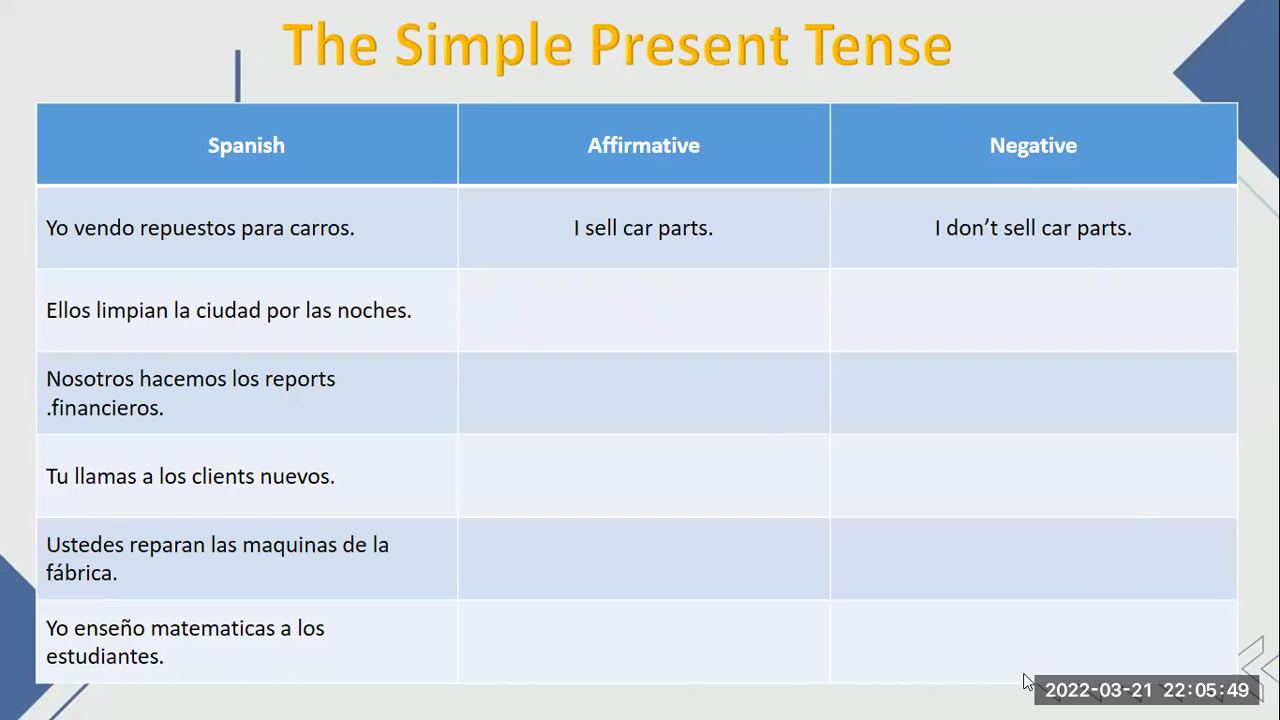 The Simple Present Tense
Spanish
Affirmative
Negative
Yo vendo repuestos para carros.
I sell car parts.
I don’t sell car parts.
Ellos limpian la ciudad por las noches.
Nosotros hacemos los reports
.financieros.
Tu llamas a los clients nuevos.
Ustedes reparan las maquinas de la
fábrica.
Yo enseño matematicas a los
estudiantes.
2022-03-21 22:05:49